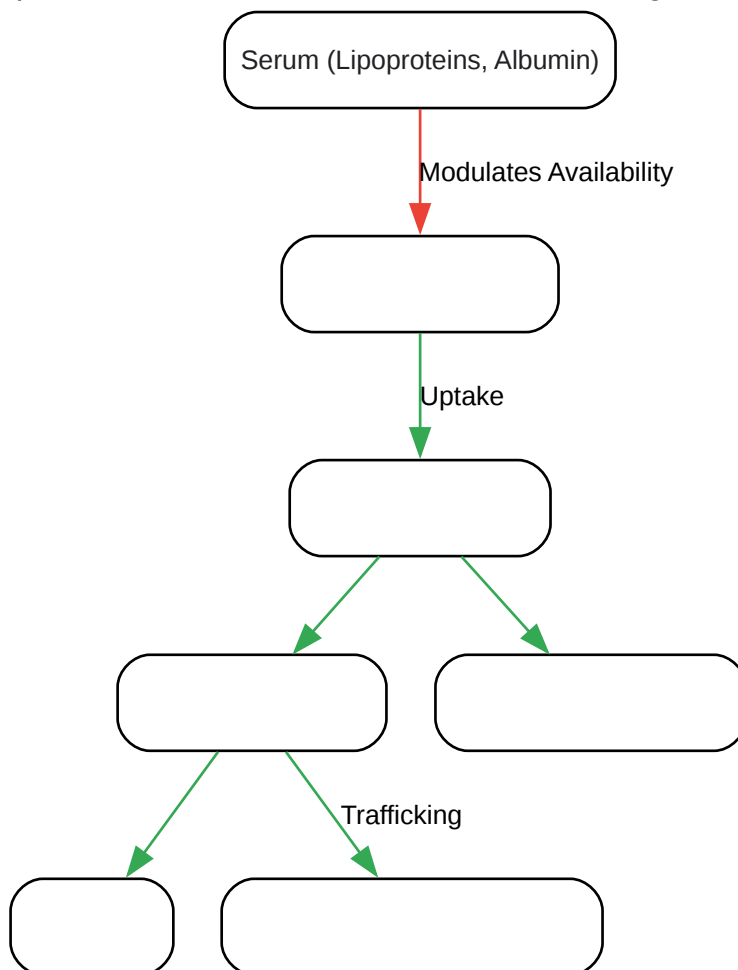 Serum (Lipoproteins, Albumin)
Modulates Availability
Uptake
Trafficking